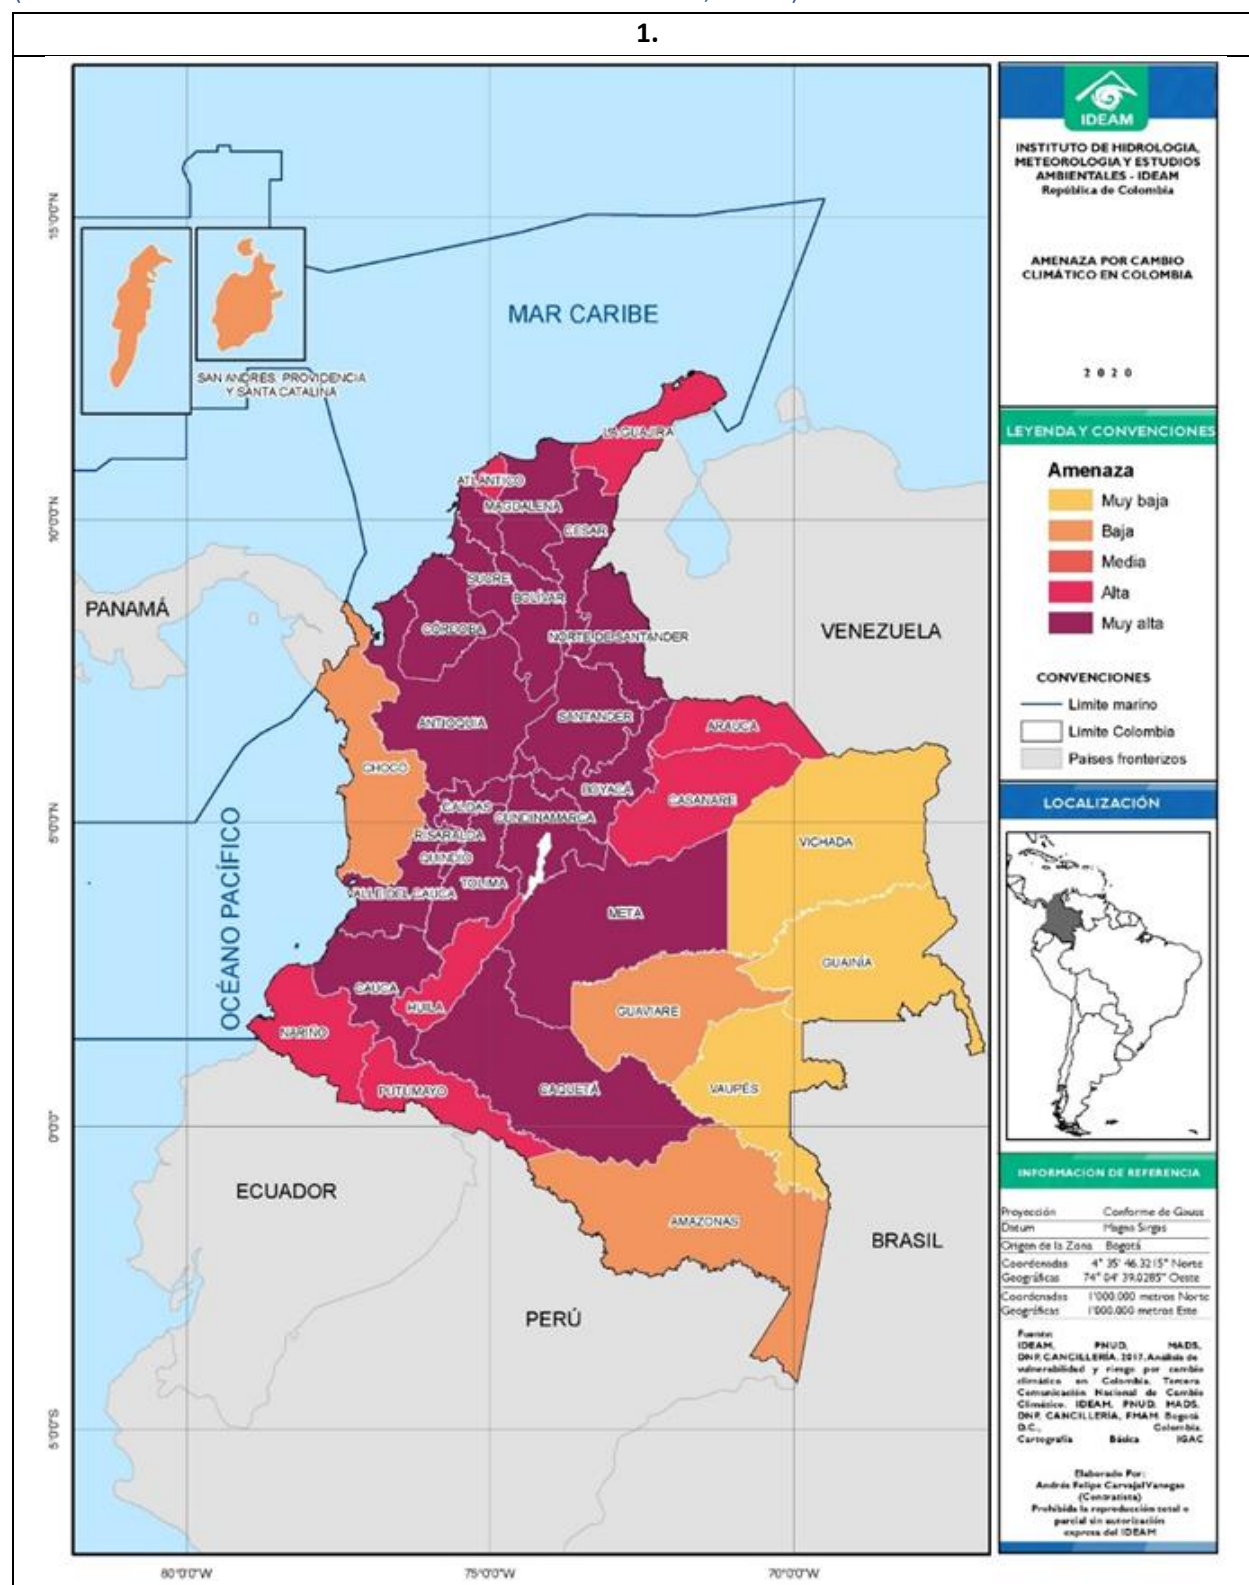 1.
IDEAM
INSTITUTO DE HIDROLOGIA,
METEOROLOGIA Y ESTUDIOS
AMBIENTALES - IDEAM
República de Colombia
AMENAZA POR CAMBIO
CLIMÁTICO EN COLOMBIA
2020
LEYENDA Y CONVENCIONES
Amenaza
Muy baja
Baja
Media
Alta
Muy alta
CONVENCIONES
Limite marino
Límite Colombia
Paises fronterizos
LOCALIZACIÓN
INFORMACIÓN DE REFERENCIA
Proyección Conforme de Gauss
Datum Magna Sirgas
Origen de la Zona Bogotá
Coordenadas 4° 35' 46.3215" Norte
Geográficas 74° 04' 39.0285" Oeste
Coordenadas 1'000.000 metros Norte
Geográficas 1'000.000 metros Este
Fuente:
IDEAM, PNUD, MADS,
DNP, CANCILLERÍA. 2017. Análisis de
vulnerabilidad y riesgo por cambio
climático en Colombia. Tercera
Comunicación Nacional de Cambio
Climático. IDEAM, PNUD, MADS,
DNP, CANCILLERÍA, FMAM. Bogotá
D.C., Colombia.
Cartografía Básica IGAC
Elaborado Por:
Andrés Felipe Carvajal Vanegas
(Contratista)
Prohibida la reproducción total o
parcial sin autorización
expresa del IDEAM
15°0'0"N
MAR CARIBE
SAN ANDRÉS, PROVIDENCIA
Y SANTA CATALINA
LA GUAJIRA
ATLÁNTICO
MAGDALENA
10°0'0"N
CESAR
SUCRE
BOLÍVAR
PANAMÁ
CÓRDOBA
NORTE DE SANTANDER
VENEZUELA
ANTIOQUIA
SANTANDER
ARAUCA
CHOCÓ
BOYACÁ
CASANARE
CALDAS
CUNDINAMARCA
5°0'0"N
RISARALDA
QUINDÍO
VICHADA
TOLIMA
VALLE DEL CAUCA
META
OCÉANO PACÍFICO
GUAINÍA
CAUCA
HUILA
GUAVIARE
NARIÑO
PUTUMAYO
CAQUETÁ
VAUPÉS
0°0'0"
ECUADOR
AMAZONAS
BRASIL
PERÚ
5°0'0"S
80°0'0"W
75°0'0"W
70°0'0"W